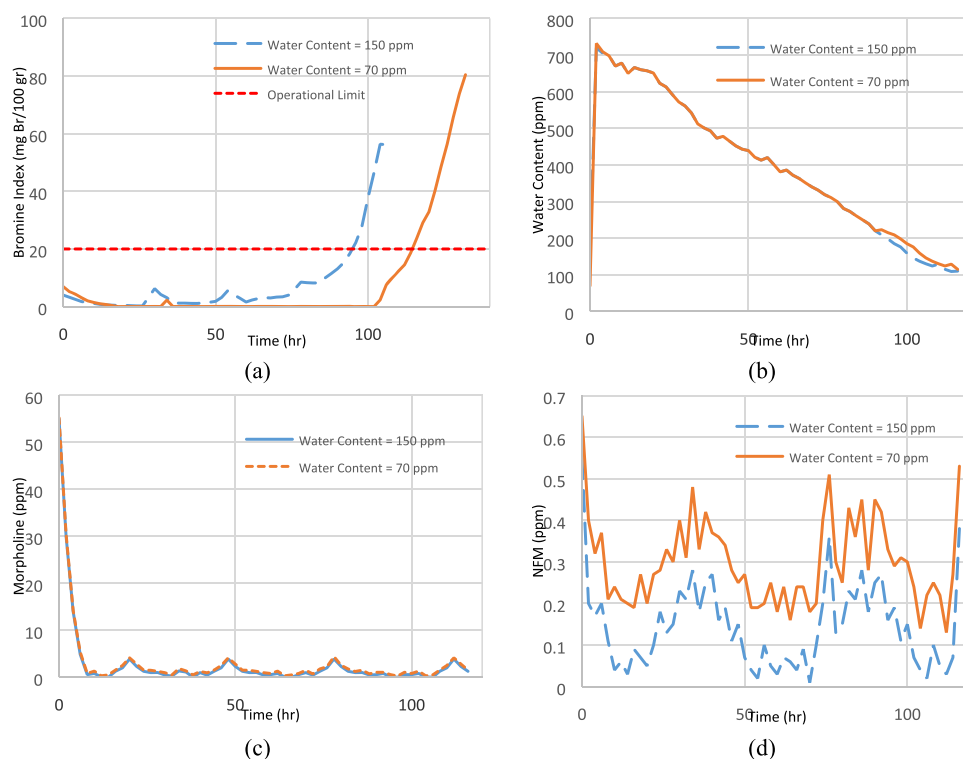 100
80
60
40
20
0
Bromine Index (mg Br/100 gr)
Water Content = 150 ppm
Water Content = 70 ppm
Operational Limit
0
50
100
Time (hr)
(a)
800
700
600
500
400
300
200
100
0
Water Content (ppm)
Water Content = 150 ppm
Water Content = 70 ppm
0
50
100
Time (hr)
(b)
60
50
40
30
20
10
0
Morpholine (ppm)
Water Content = 150 ppm
Water Content = 70 ppm
0
50
100
Time (hr)
(c)
0.7
0.6
0.5
0.4
0.3
0.2
0.1
0
NFM (ppm)
Water Content = 150 ppm
Water Content = 70 ppm
0
50
100
Time (hr)
(d)